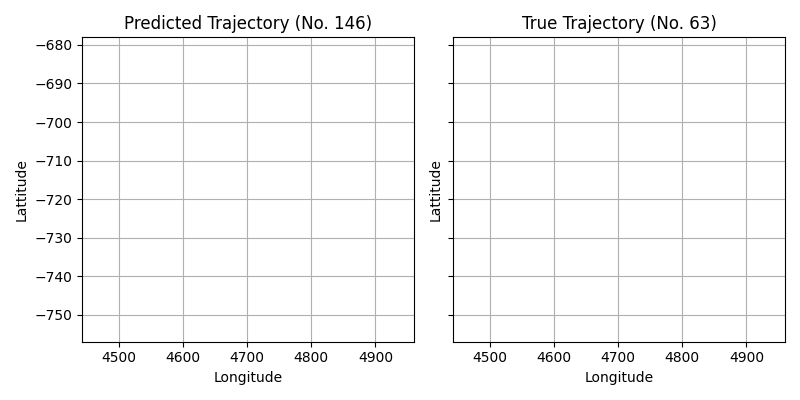 Predicted Trajectory (No. 146)
−680
−690
−700
−710
−720
−730
−740
−750
Lattitude
4500 4600 4700 4800 4900
Longitude
True Trajectory (No. 63)
Lattitude
4500 4600 4700 4800 4900
Longitude